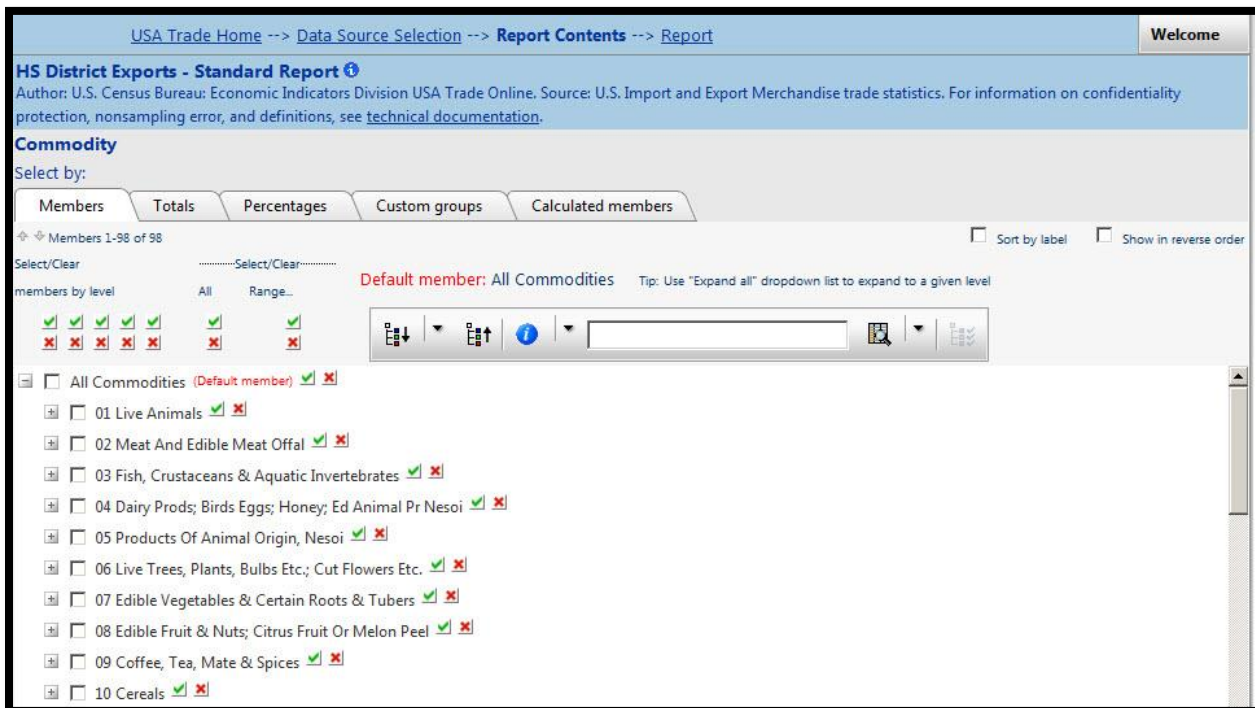 USA Trade Home --> Data Source Selection --> Report Contents --> Report
Welcome
HS District Exports - Standard Report
Author: U.S. Census Bureau: Economic Indicators Division USA Trade Online. Source: U.S. Import and Export Merchandise trade statistics. For information on confidentiality
protection, nonsampling error, and definitions, see technical documentation.
Commodity
Select by:
Members Totals Percentages Custom groups Calculated members
Members 1-98 of 98
Sort by label Show in reverse order
Select/Clear ------------Select/Clear------------
members by level All Range...
Default member: All Commodities Tip: Use "Expand all" dropdown list to expand to a given level
All Commodities (Default member)
01 Live Animals
02 Meat And Edible Meat Offal
03 Fish, Crustaceans & Aquatic Invertebrates
04 Dairy Prods; Birds Eggs; Honey; Ed Animal Pr Nesoi
05 Products Of Animal Origin, Nesoi
06 Live Trees, Plants, Bulbs Etc.; Cut Flowers Etc.
07 Edible Vegetables & Certain Roots & Tubers
08 Edible Fruit & Nuts; Citrus Fruit Or Melon Peel
09 Coffee, Tea, Mate & Spices
10 Cereals